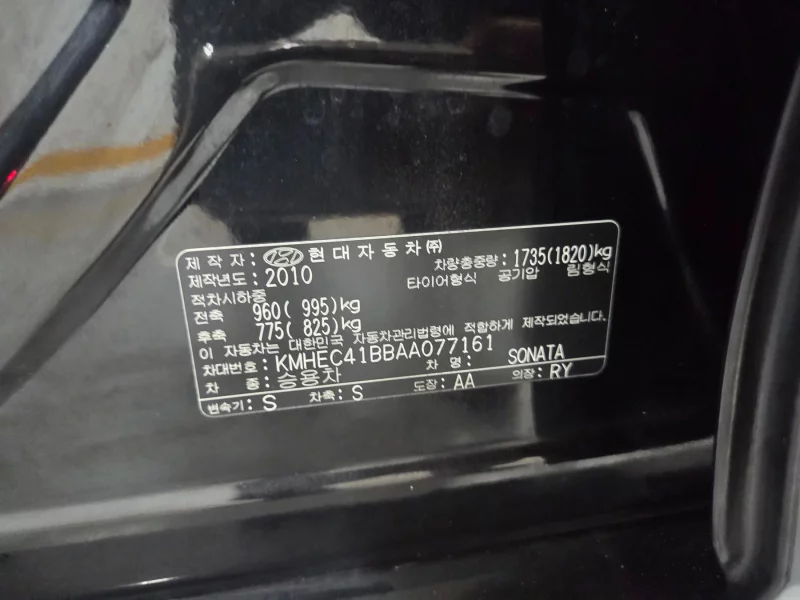 제 작 자: 현대자동차㈜ 차량총중량: 1735(1820)kg
제작년도: 2010 타이어형식 공기압 림형식
적차시하중
전축 960( 995)kg
후축 775( 825)kg
이 자동차는 대한민국 자동차관리법령에 적합하게 제작되었습니다.
차대번호: KMHEC41BBAA077161 차 명: SONATA
차 종: 승용차
변속기: S 차축: S 도장: AA 의장: RY